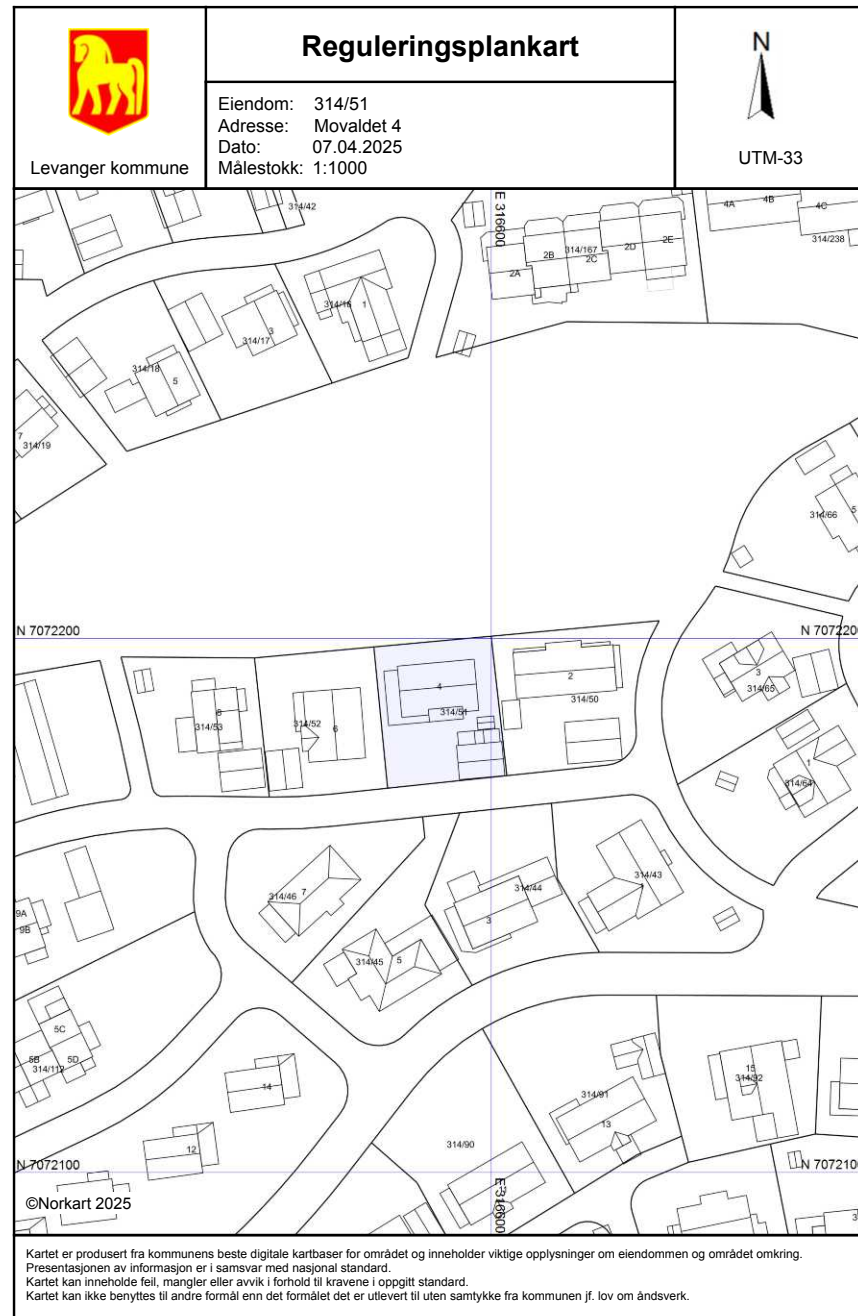 Reguleringsplankart
Eiendom: 314/51
Adresse: Movaldet 4
Dato: 07.04.2025
Målestokk: 1:1000
Levanger kommune
N
UTM-33
314/42
E 316600
4A
4B
4C
314/238
2A
2B
314/167
2C
2D
2E
314/16
1
314/17
3
314/18
5
7
314/19
314/66
5
N 7072200
N 7072200
3
314/65
4
314/51
2
314/50
8
314/53
314/52
6
1
314/64
314/46
7
314/44
3
314/43
314/45
5
9A
9B
5C
5B
5D
314/112
14
12
314/91
13
15
314/92
314/90
N 7072100
N 7072100
11
E 316600
3
©Norkart 2025
Kartet er produsert fra kommunens beste digitale kartbaser for området og inneholder viktige opplysninger om eiendommen og området omkring.
Presentasjonen av informasjon er i samsvar med nasjonal standard.
Kartet kan inneholde feil, mangler eller avvik i forhold til kravene i oppgitt standard.
Kartet kan ikke benyttes til andre formål enn det formålet det er utlevert til uten samtykke fra kommunen jf. lov om åndsverk.